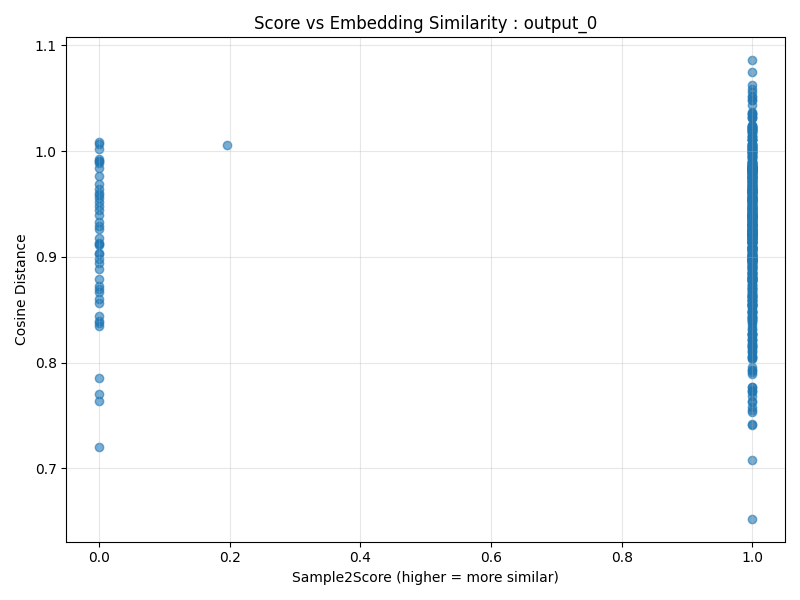 Score vs Embedding Similarity : output_0
1.1
1.0
0.9
0.8
0.7
Cosine Distance
0.0 0.2 0.4 0.6 0.8 1.0
Sample2Score (higher = more similar)